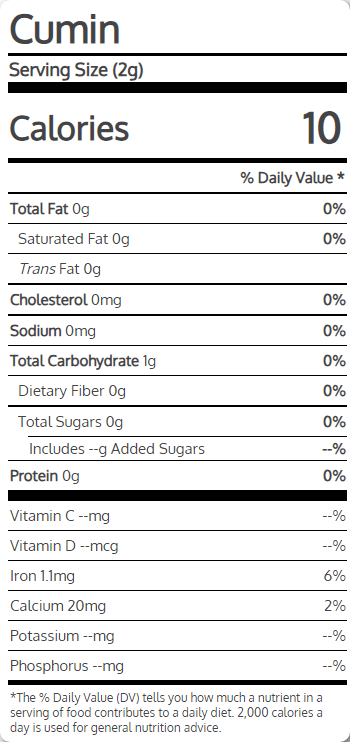 Cumin
Serving Size (2g)
Calories 10
% Daily Value *
Total Fat 0g 0%
Saturated Fat 0g 0%
Trans Fat 0g
Cholesterol 0mg 0%
Sodium 0mg 0%
Total Carbohydrate 1g 0%
Dietary Fiber 0g 0%
Total Sugars 0g 0%
Includes --g Added Sugars --%
Protein 0g 0%
Vitamin C --mg --%
Vitamin D --mcg --%
Iron 1.1mg 6%
Calcium 20mg 2%
Potassium --mg --%
Phosphorus --mg --%
*The % Daily Value (DV) tells you how much a nutrient in a
serving of food contributes to a daily diet. 2,000 calories a
day is used for general nutrition advice.